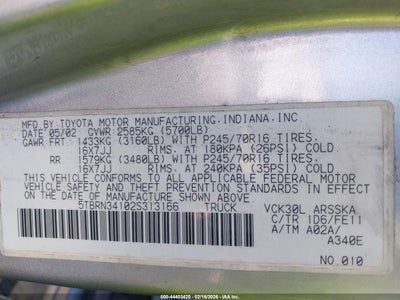 MFD.BY:TOYOTA MOTOR MANUFACTURING,INDIANA,INC.
DATE:05/02 GVWR:2585KG (5700LB)
GAWR:FRT 1433KG (3160LB) WITH P245/70R16 TIRES.
16X7JJ RIMS. AT 180KPA (26PSI) COLD.
RR 1579KG (3480LB) WITH P245/70R16 TIRES.
16X7JJ RIMS. AT 240KPA (35PSI) COLD.
THIS VEHICLE CONFORMS TO ALL APPLICABLE FEDERAL MOTOR
VEHICLE SAFETY AND THEFT PREVENTION STANDARDS IN EFFECT
ON THE DATE OF MANUFACTURE SHOWN ABOVE.
5TBRN34102S313166 TRUCK
VCK30L ARSSKA
C/TR 1D6/FE11
A/TM A02A/
A340E
NO.010
000-44403420 - (02/16/2026) - IAAI